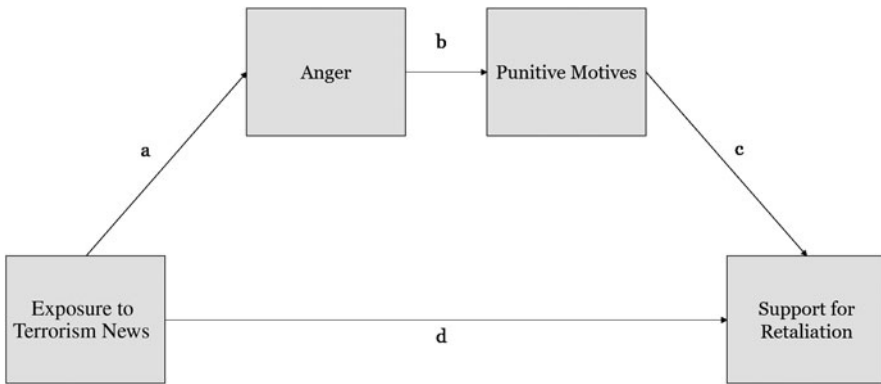 b
Anger
Punitive Motives
a
c
Exposure to
Terrorism News
Support for
Retaliation
d